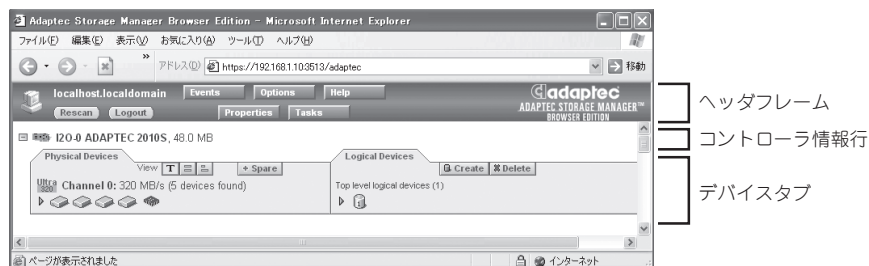 Adaptec Storage Manager Browser Edition - Microsoft Internet Explorer
ファイル(F) 編集(E) 表示(V) お気に入り(A) ツール(T) ヘルプ(H)
アドレス(D) https://192.168.1.10:3513/adaptec 移動
localhost.localdomain Events Options Help adaptec
Rescan Logout Properties Tasks ADAPTEC STORAGE MANAGER™
BROWSER EDITION
ヘッダフレーム
I2O-0 ADAPTEC 2010S, 48.0 MB
コントローラ情報行
Physical Devices Logical Devices
View T + Spare Create Delete
Ultra 320 Channel 0: 320 MB/s (5 devices found) Top level logical devices (1)
デバイスタブ
ページが表示されました インターネット